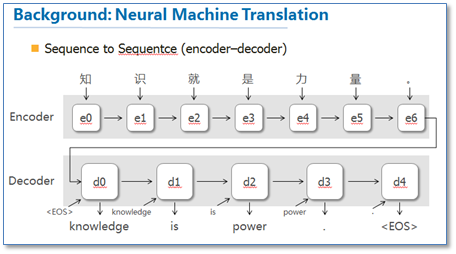 Background: Neural Machine Translation
Sequence to Sequentce (encoder–decoder)
知 识 就 是 力 量 。
Encoder e0 e1 e2 e3 e4 e5 e6
Decoder d0 d1 d2 d3 d4
<EOS> knowledge is power .
knowledge is power . <EOS>